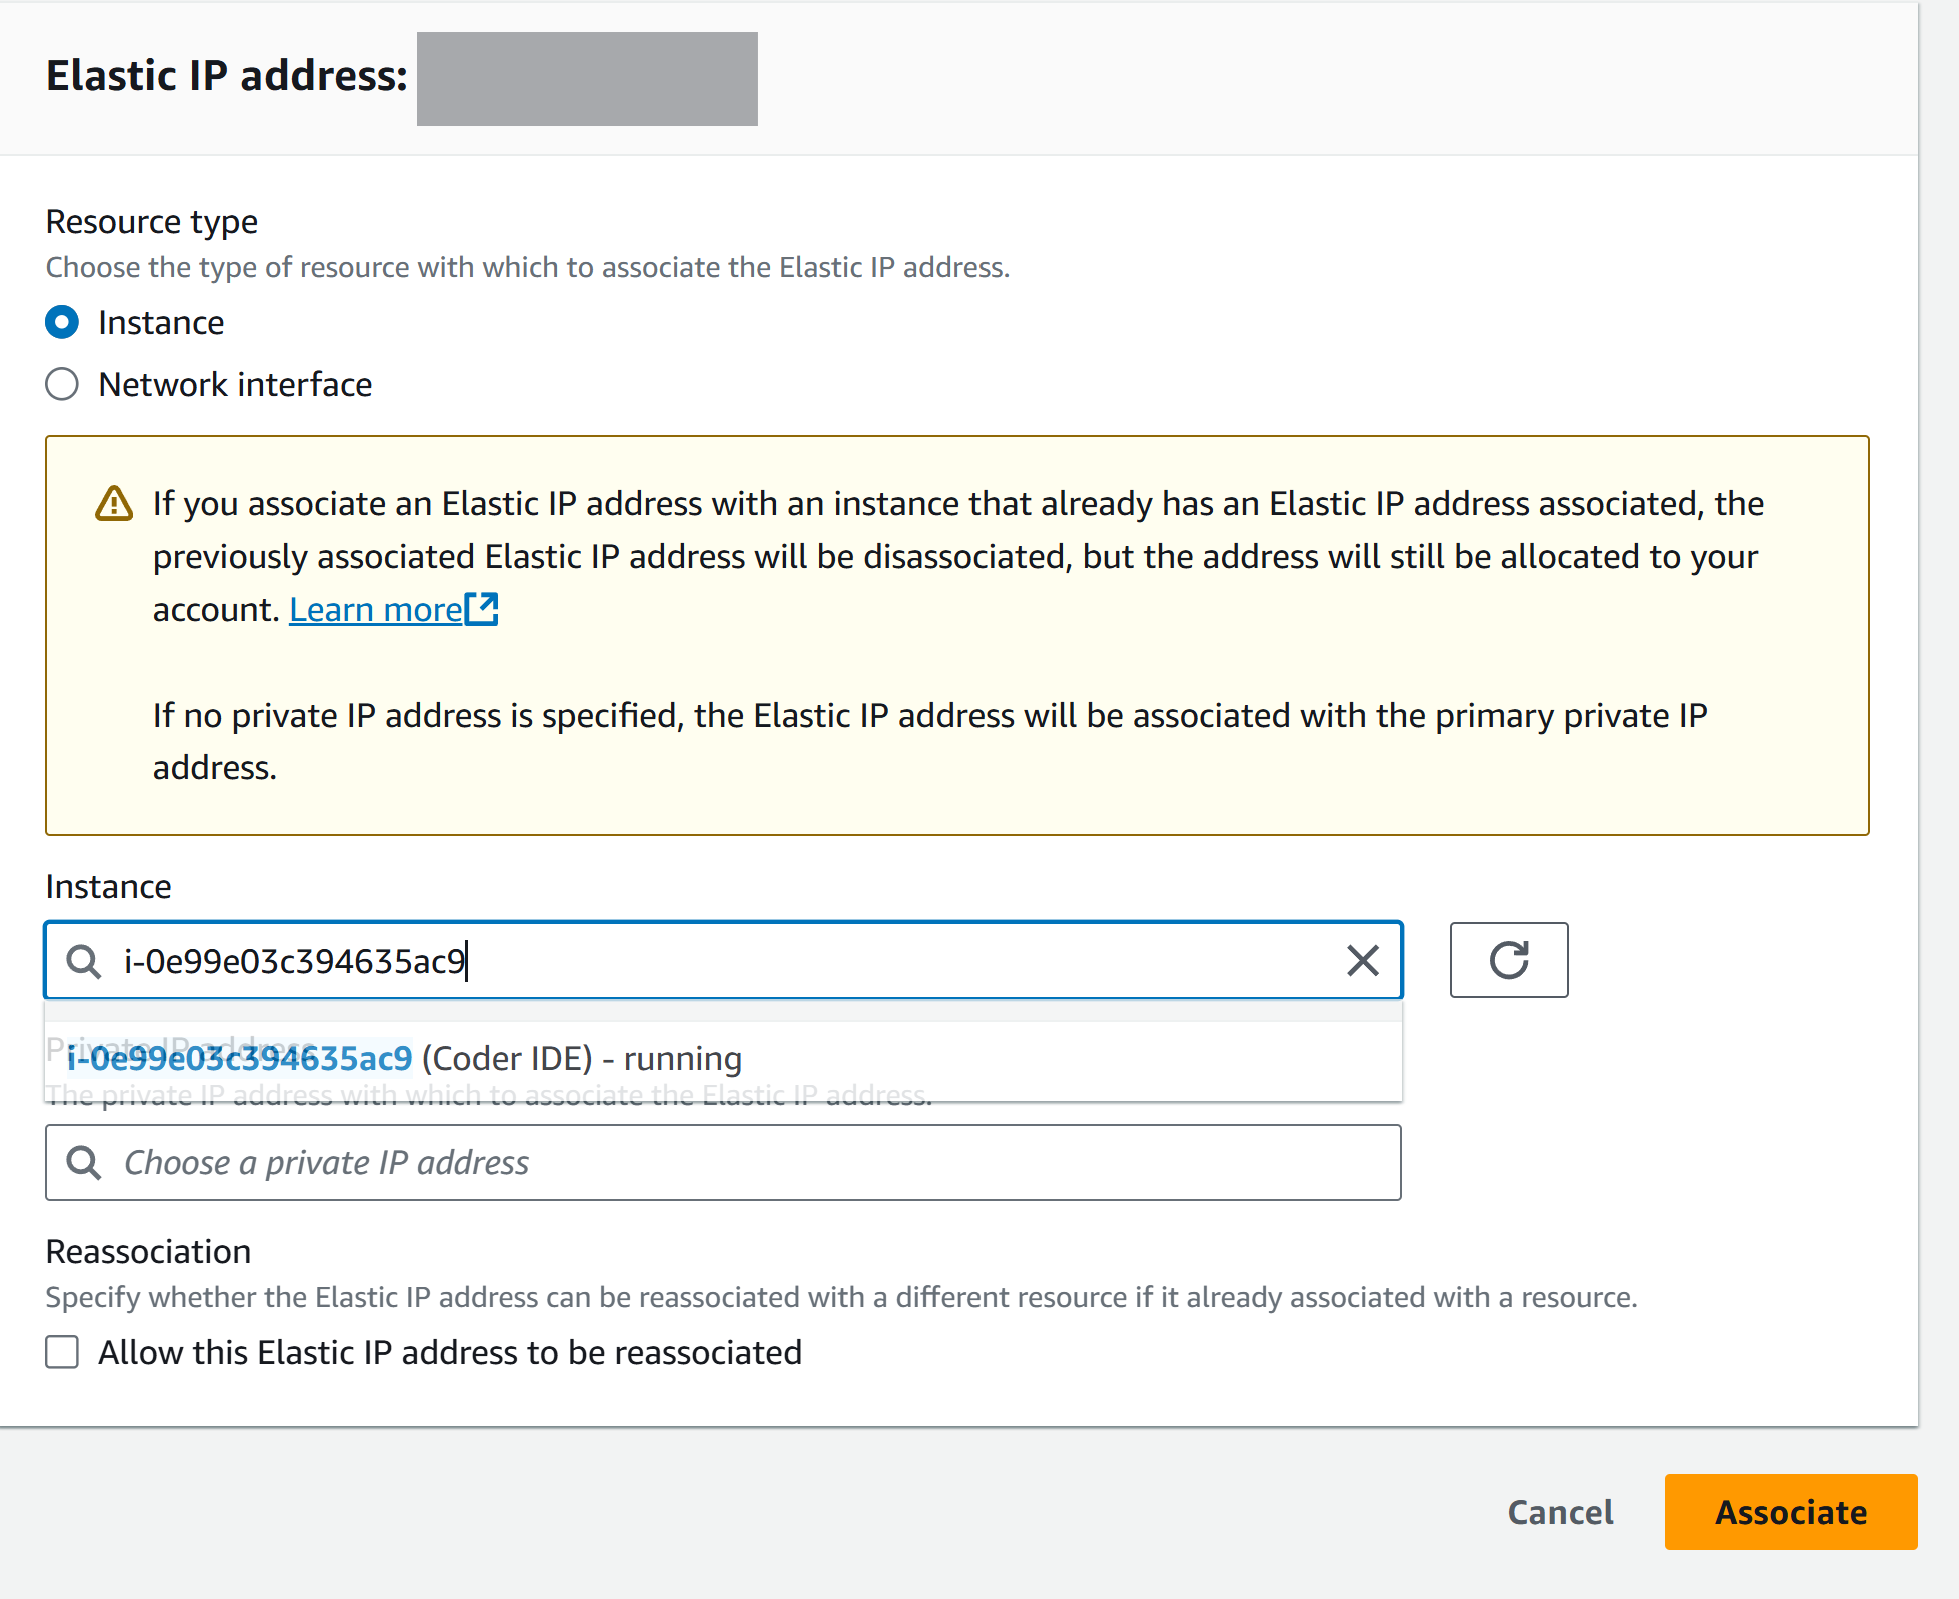 Elastic IP address:
Resource type
Choose the type of resource with which to associate the Elastic IP address.
Instance
Network interface
If you associate an Elastic IP address with an instance that already has an Elastic IP address associated, the
previously associated Elastic IP address will be disassociated, but the address will still be allocated to your
account. Learn more
If no private IP address is specified, the Elastic IP address will be associated with the primary private IP
address.
Instance
i-0e99e03c394635ac9
Private IP address
i-0e99e03c394635ac9 (Coder IDE) - running
The private IP address with which to associate the Elastic IP address.
Choose a private IP address
Reassociation
Specify whether the Elastic IP address can be reassociated with a different resource if it already associated with a resource.
Allow this Elastic IP address to be reassociated
Cancel
Associate